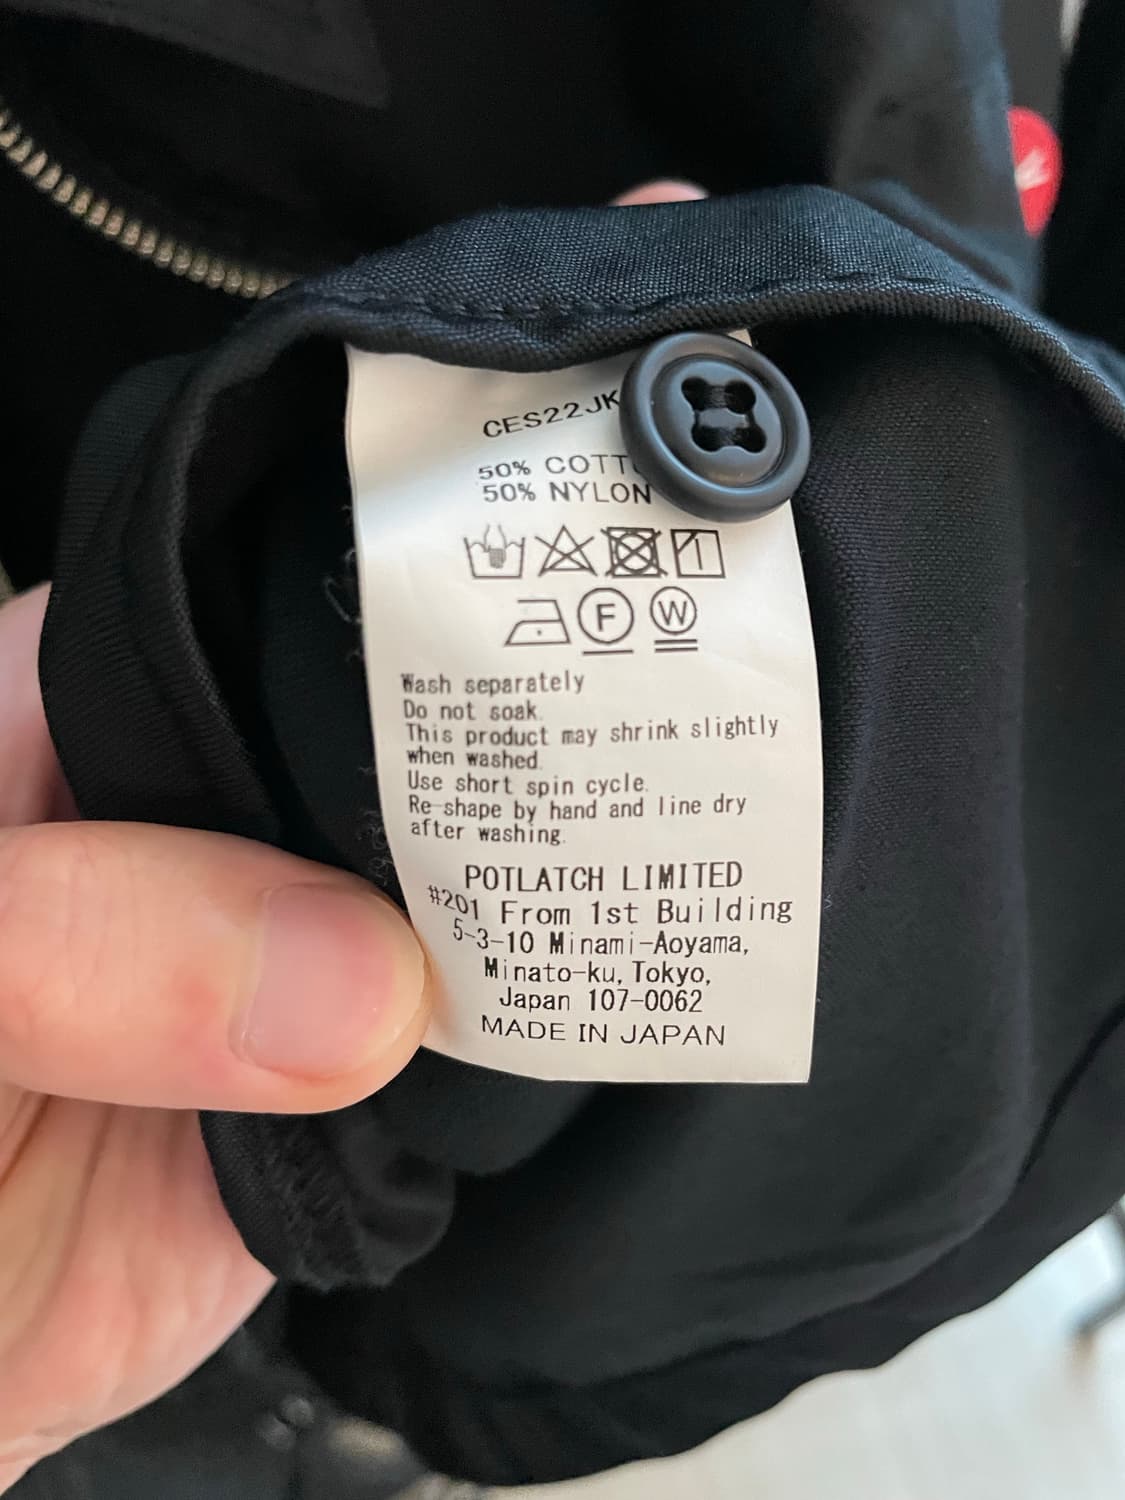 CES22JK
50%
50% NYLON
F W
Wash separately
Do not soak.
This product may shrink slightly
when washed.
Use short spin cycle.
Re-shape by hand and line dry
after washing.
POTLATCH LIMITED
#201 From 1st Building
5-3-10 Minami-Aoyama,
Minato-ku, Tokyo,
Japan 107-0062
MADE IN JAPAN